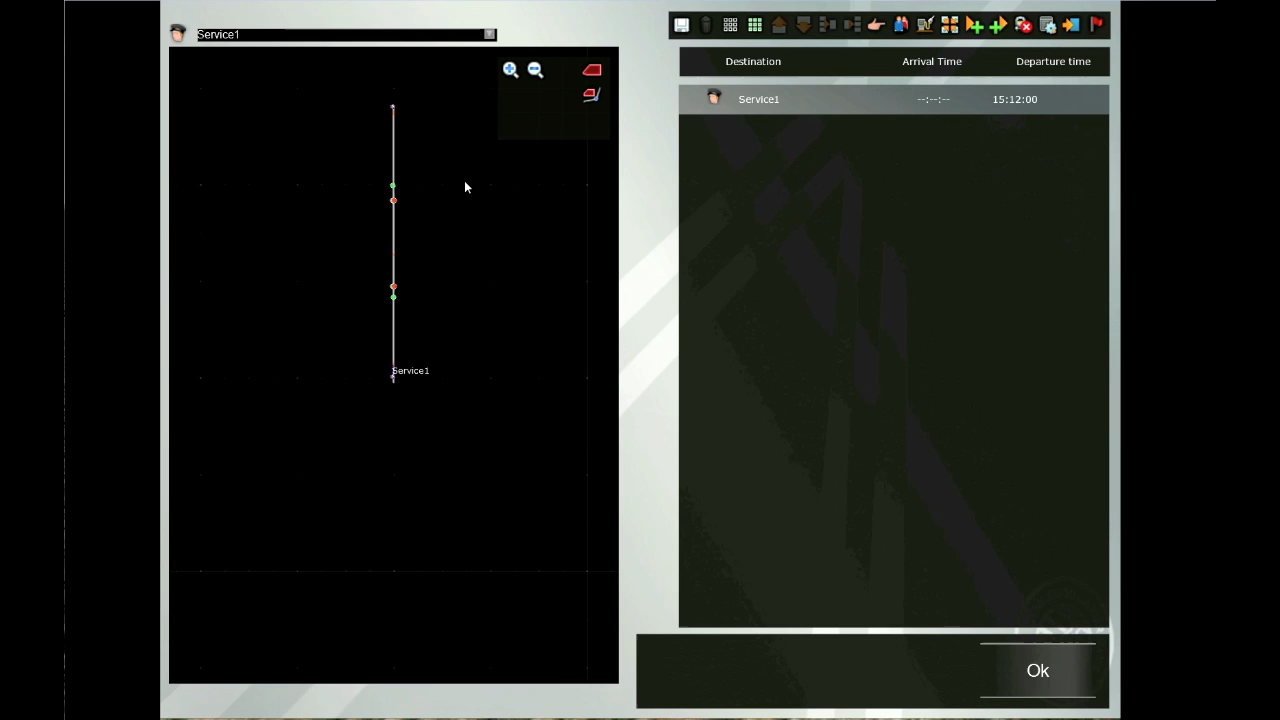 Service1
Destination Arrival Time Departure time
Service1 --:--:-- 15:12:00
Service1
Ok